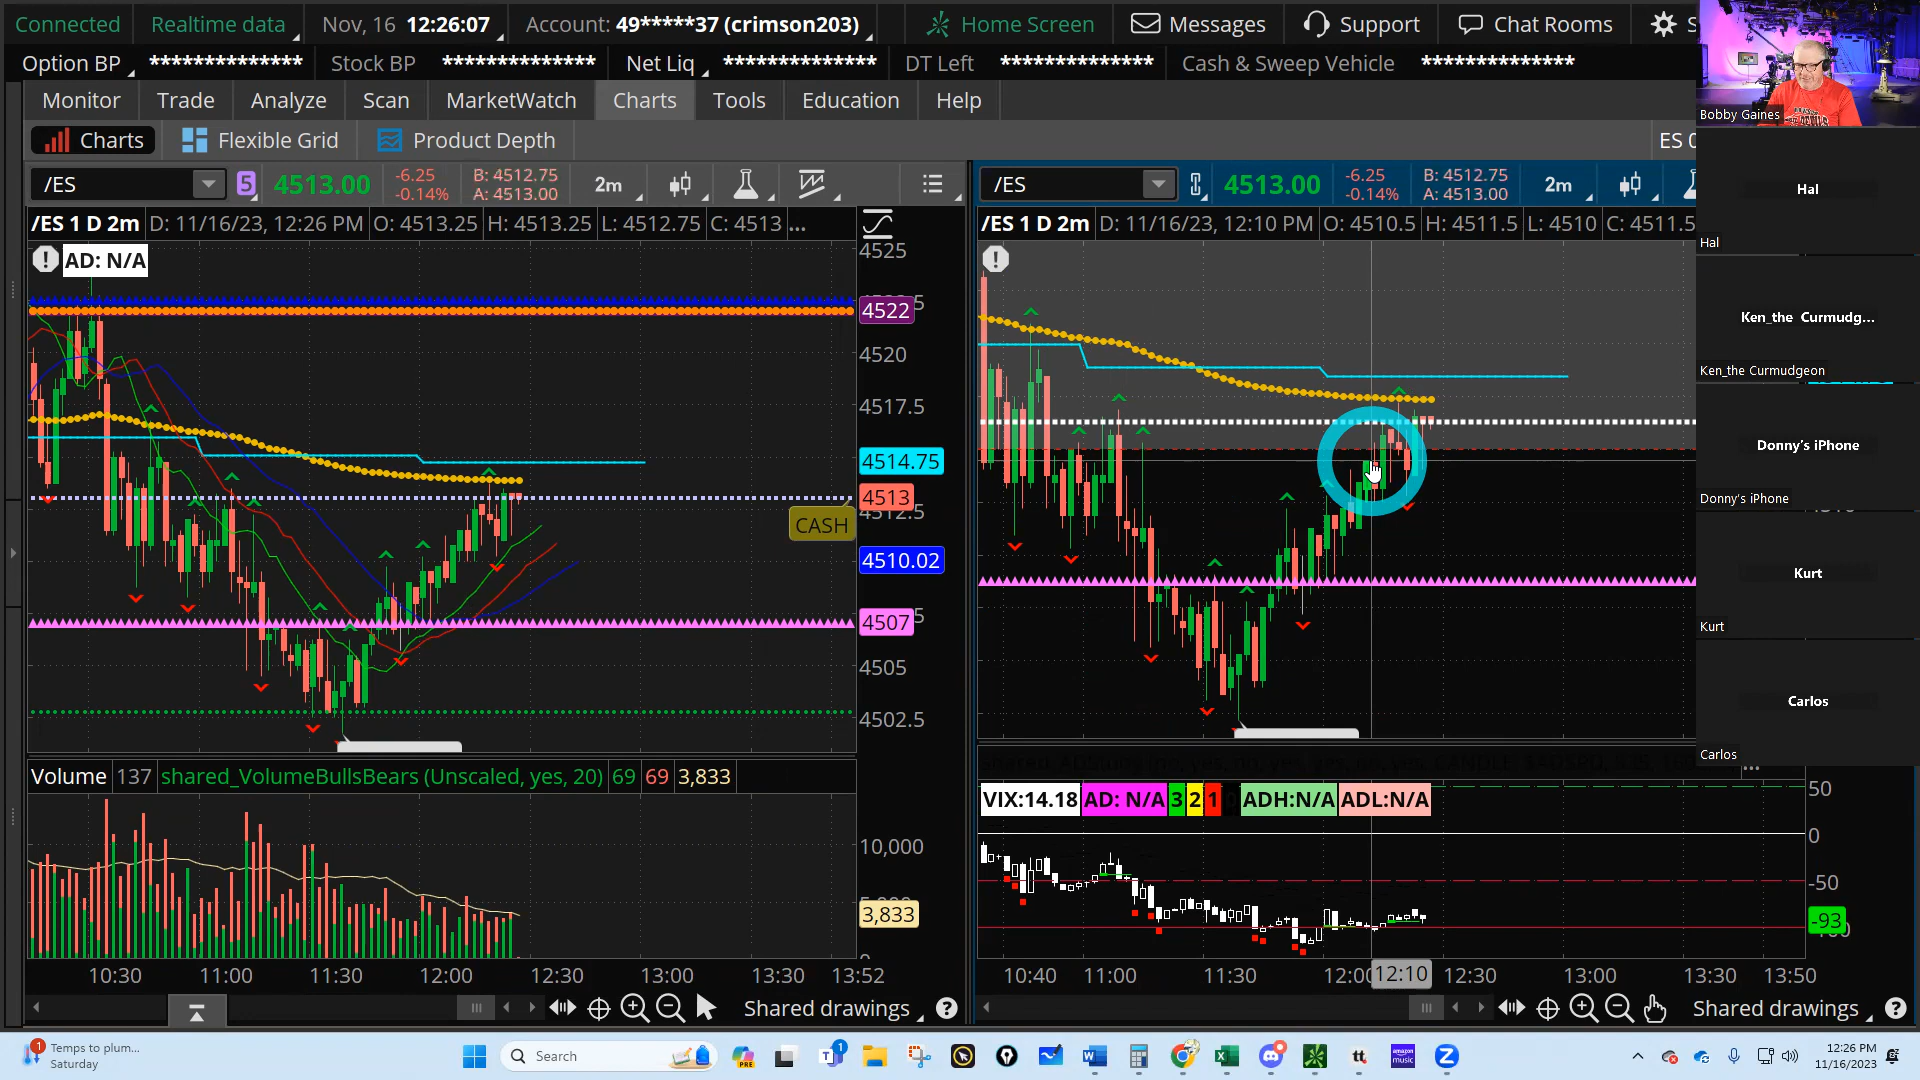 Connected Realtime data Nov, 16 12:26:07 Account: 49*****37 (crimson203) Home Screen Messages Support Chat Rooms S
Option BP ************** Stock BP ************** Net Liq ************** DT Left ************** Cash & Sweep Vehicle **************
Monitor Trade Analyze Scan MarketWatch Charts Tools Education Help
Charts Flexible Grid Product Depth ES
/ES 5 4513.00 -6.25 -0.14% B: 4512.75 A: 4513.00 2m
/ES 4513.00 -6.25 -0.14% B: 4512.75 A: 4513.00 2m
/ES 1 D 2m D: 11/16/23, 12:26 PM O: 4513.25 H: 4513.25 L: 4512.75 C: 4513 ...
/ES 1 D 2m D: 11/16/23, 12:10 PM O: 4510.5 H: 4511.5 L: 4510 C: 4511.5
AD: N/A
4525
4522
4520
4517.5
4514.75
4513
4512.5
CASH
4510.02
4507
4505
4502.5
Volume 137 shared_VolumeBullsBears (Unscaled, yes, 20) 69 69 3,833
10,000
3,833
10:30 11:00 11:30 12:00 12:30 13:00 13:30 13:52
Shared drawings
VIX:14.18 AD: N/A 3 2 1 ADH:N/A ADL:N/A
50
0
-50
-93
10:40 11:00 11:30 12:00 12:10 12:30 13:00 13:30 13:50
Shared drawings
Bobby Gaines
Hal
Hal
Ken_the Curmudg...
Ken_the Curmudgeon
Donny's iPhone
Donny's iPhone
Kurt
Kurt
Carlos
Carlos
1 Temps to plum...
Saturday
Search
PRE
1
amazon music
12:26 PM
11/16/2023